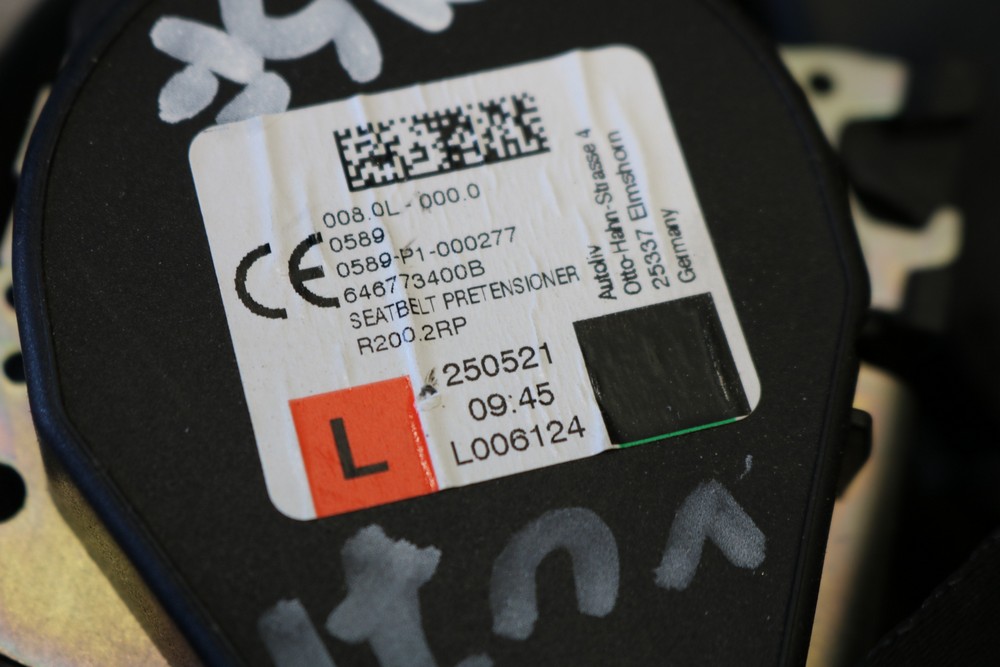 008.0L - 000.0
0589
0589-P1-000277
646773400B
SEATBELT PRETENSIONER
R200.2RP
CE
Autoliv
Otto-Hahn-Strasse 4
25337 Elmshorn
Germany
250521
09:45
L006124
L